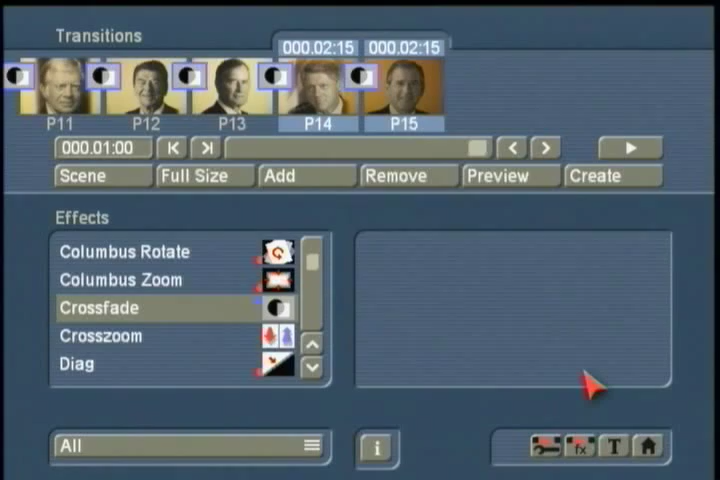 Transitions
000.02:15 000.02:15
P11 P12 P13 P14 P15
000.01:00
Scene Full Size Add Remove Preview Create
Effects
Columbus Rotate
Columbus Zoom
Crossfade
Crosszoom
Diag
All i fx T